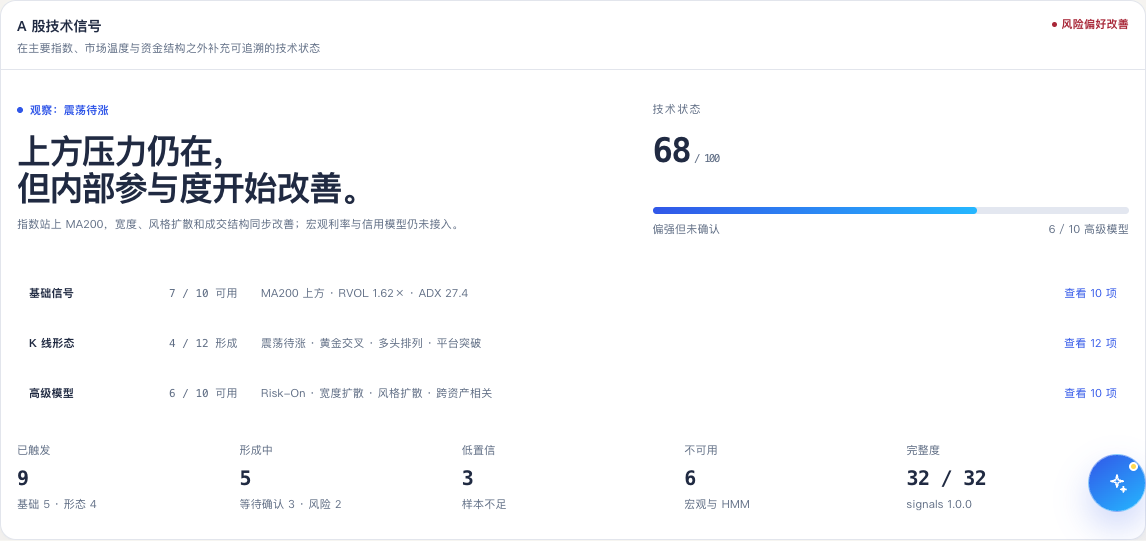 A 股技术信号
风险偏好改善
在主要指数、市场温度与资金结构之外补充可追溯的技术状态
观察：震荡待涨
上方压力仍在，
但内部参与度开始改善。
指数站上 MA200，宽度、风格扩散和成交结构同步改善；宏观利率与信用模型仍未接入。
技术状态
68 / 100
偏强但未确认
6 / 10 高级模型
基础信号 7 / 10 可用 MA200 上方 · RVOL 1.62× · ADX 27.4 查看 10 项
K 线形态 4 / 12 形成 震荡待涨 · 黄金交叉 · 多头排列 · 平台突破 查看 12 项
高级模型 6 / 10 可用 Risk-On · 宽度扩散 · 风格扩散 · 跨资产相关 查看 10 项
已触发
9
基础 5 · 形态 4
形成中
5
等待确认 3 · 风险 2
低置信
3
样本不足
不可用
6
宏观与 HMM
完整度
32 / 32
signals 1.0.0